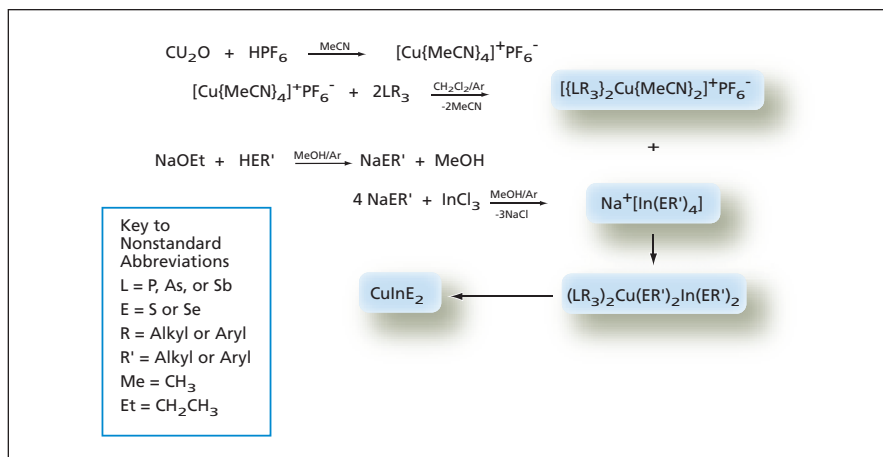 CU₂O + HPF₆ MeCN [Cu{MeCN}₄]⁺PF₆⁻
[Cu{MeCN}₄]⁺PF₆⁻ + 2LR₃ CH₂Cl₂/Ar -2MeCN [{LR₃}₂Cu{MeCN}₂]⁺PF₆⁻
+
NaOEt + HER' MeOH/Ar NaER' + MeOH
4 NaER' + InCl₃ MeOH/Ar -3NaCl Na⁺[In(ER')₄]
CuInE₂ (LR₃)₂Cu(ER')₂In(ER')₂
Key to
Nonstandard
Abbreviations
L = P, As, or Sb
E = S or Se
R = Alkyl or Aryl
R' = Alkyl or Aryl
Me = CH₃
Et = CH₂CH₃